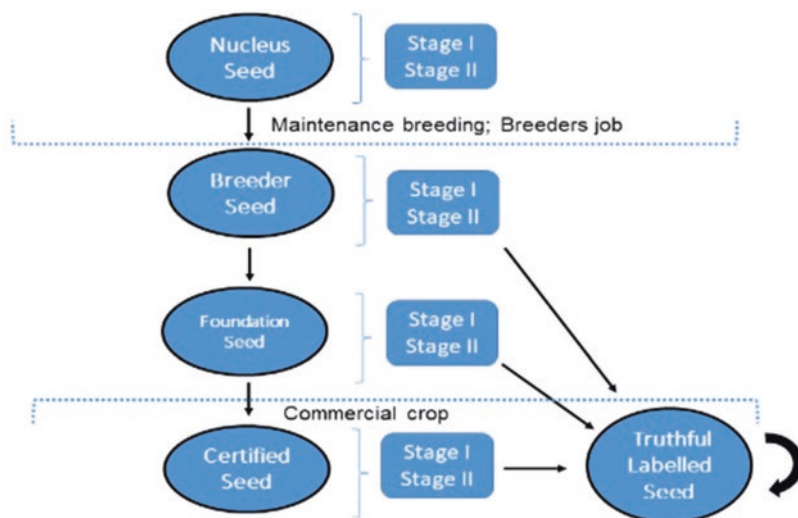 Nucleus
Seed
Stage I
Stage II
Maintenance breeding; Breeders job
Breeder
Seed
Stage I
Stage II
Foundation
Seed
Stage I
Stage II
Commercial crop
Certified
Seed
Stage I
Stage II
Truthful
Labelled
Seed